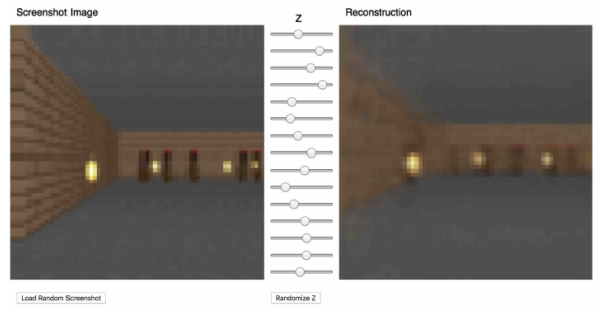 Screenshot Image
Z
Reconstruction
Load Random Screenshot
Randomize Z